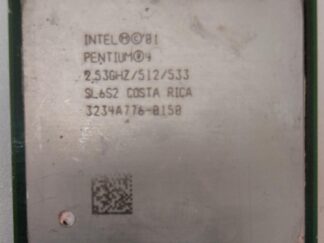 INTEL®©'01
PENTIUM®4
2.53GHZ/512/533
SL6S2 COSTA RICA
3234A776-0150